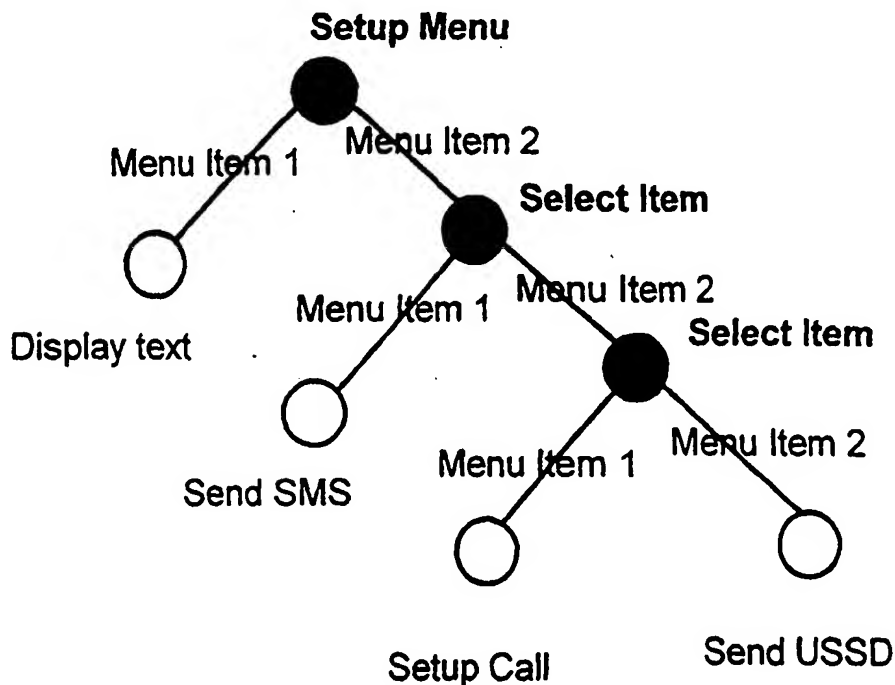 Setup Menu
Menu Item 1
Menu Item 2
Select Item
Display text
Menu Item 1
Menu Item 2
Select Item
Send SMS
Menu Item 1
Menu Item 2
Setup Call
Send USSD